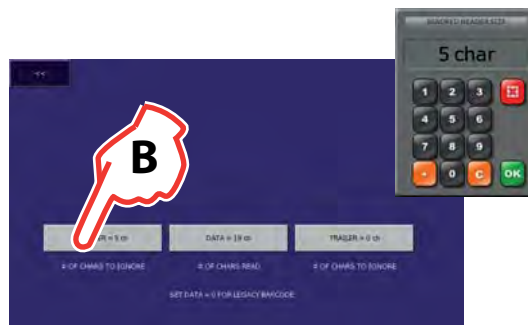 IGNORED HEADER SIZE
5 char
1 2 3
4 5 6
7 8 9
- 0 C OK
<<
B
ER = 5 ch DATA = 19 ch TRAILER = 0 ch
# OF CHARS TO IGNORE # OF CHARS READ # OF CHARS TO IGNORE
SET DATA = 0 FOR LEGACY BARCODE